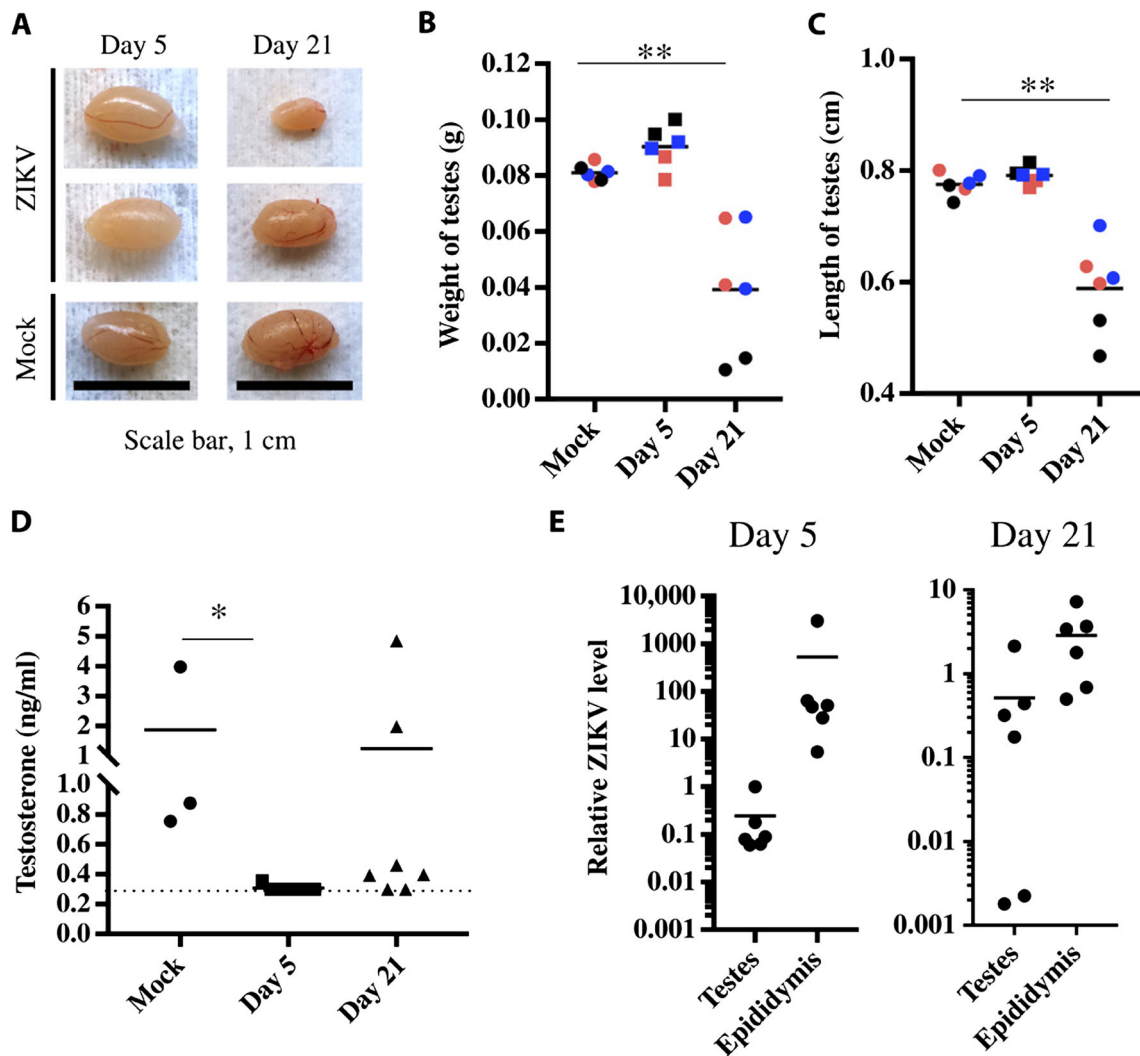 A
Day 5 Day 21
ZIKV
Mock
Scale bar, 1 cm
B
**
Weight of testes (g)
0.12
0.10
0.08
0.06
0.04
0.02
0.00
Mock Day 5 Day 21
C
**
Length of testes (cm)
1.0
0.8
0.6
0.4
Mock Day 5 Day 21
D
*
Testosterone (ng/ml)
6
5
4
3
2
1
1.0
0.8
0.6
0.4
0.2
0.0
Mock Day 5 Day 21
E
Day 5
Relative ZIKV level
10,000
1000
100
10
1
0.1
0.01
0.001
Testes Epididymis
Day 21
10
1
0.1
0.01
0.001
Testes Epididymis